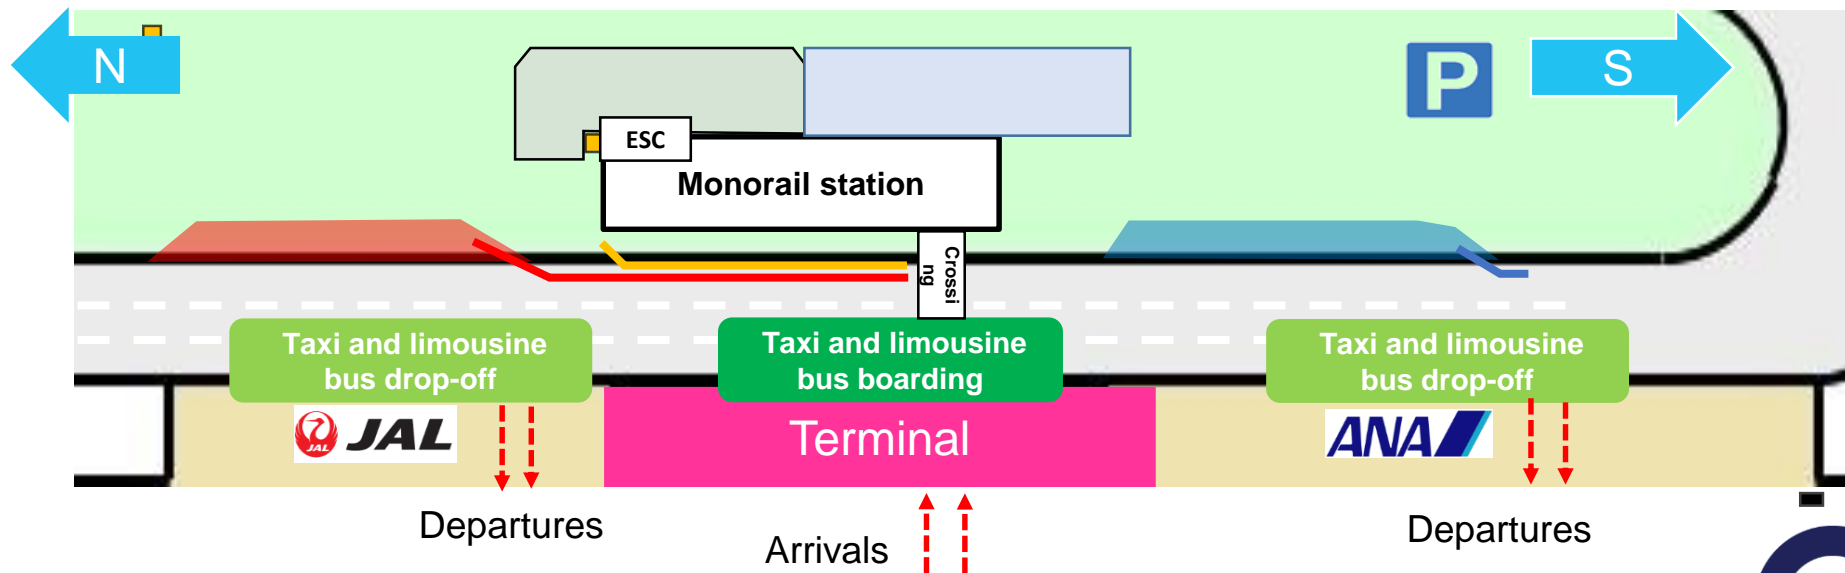 N
P
S
ESC
Monorail station
Crossi
ng
Taxi and limousine
bus drop-off
Taxi and limousine
bus boarding
Taxi and limousine
bus drop-off
JAL
JAL
Terminal
ANA
Departures
Arrivals
Departures